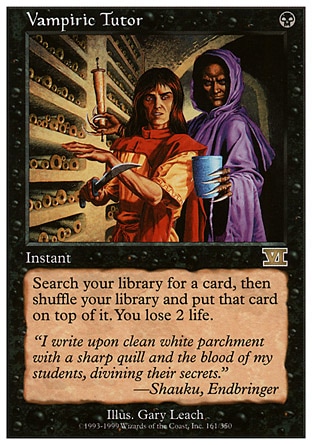 Vampiric Tutor
Instant
VI
Search your library for a card, then
shuffle your library and put that card
on top of it. You lose 2 life.
“I write upon clean white parchment
with a sharp quill and the blood of my
students, divining their secrets.”
—Shauku, Endbringer
Illus. Gary Leach
©1993-1999 Wizards of the Coast, Inc. 161/350